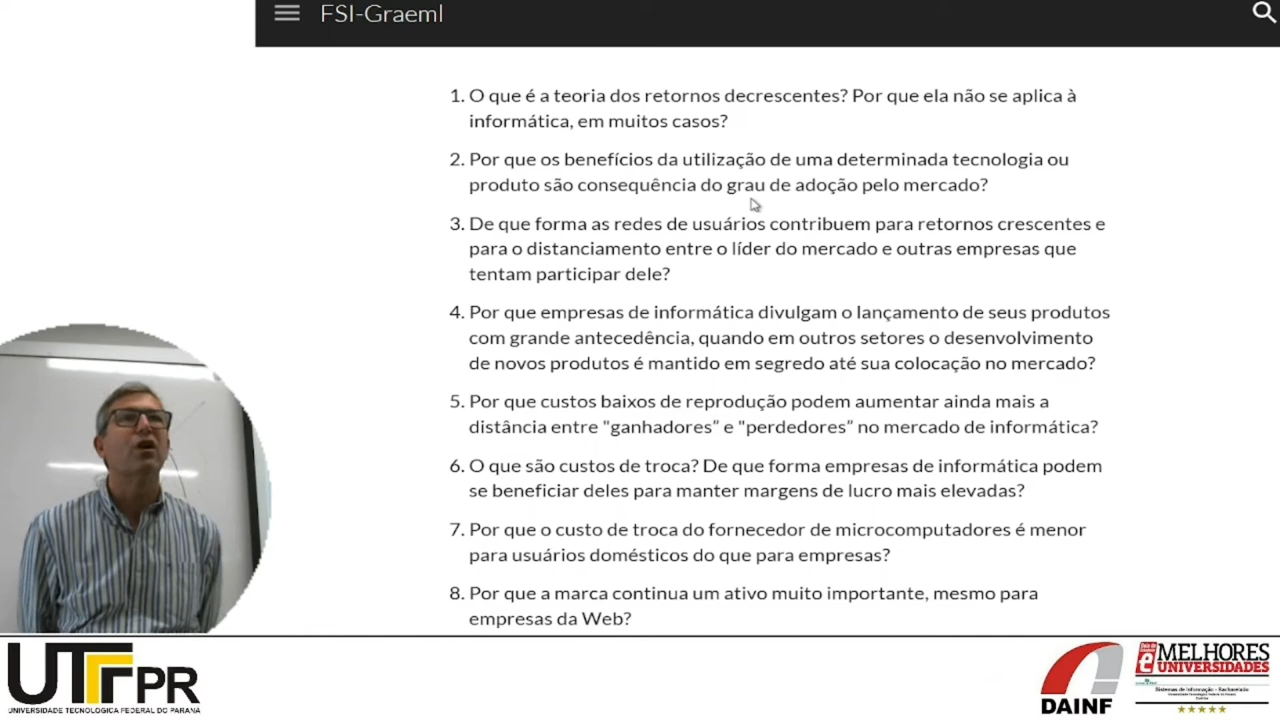 FSI-Graeml
1. O que é a teoria dos retornos decrescentes? Por que ela não se aplica à
informática, em muitos casos?
2. Por que os benefícios da utilização de uma determinada tecnologia ou
produto são consequência do grau de adoção pelo mercado?
3. De que forma as redes de usuários contribuem para retornos crescentes e
para o distanciamento entre o líder do mercado e outras empresas que
tentam participar dele?
4. Por que empresas de informática divulgam o lançamento de seus produtos
com grande antecedência, quando em outros setores o desenvolvimento
de novos produtos é mantido em segredo até sua colocação no mercado?
5. Por que custos baixos de reprodução podem aumentar ainda mais a
distância entre "ganhadores” e "perdedores” no mercado de informática?
6. O que são custos de troca? De que forma empresas de informática podem
se beneficiar deles para manter margens de lucro mais elevadas?
7. Por que o custo de troca do fornecedor de microcomputadores é menor
para usuários domésticos do que para empresas?
8. Por que a marca continua um ativo muito importante, mesmo para
empresas da Web?
UTFPR
UNIVERSIDADE TECNOLÓGICA FEDERAL DO PARANÁ
DAINF
MELHORES
UNIVERSIDADES
Sistemas de Informação - Bacharelado